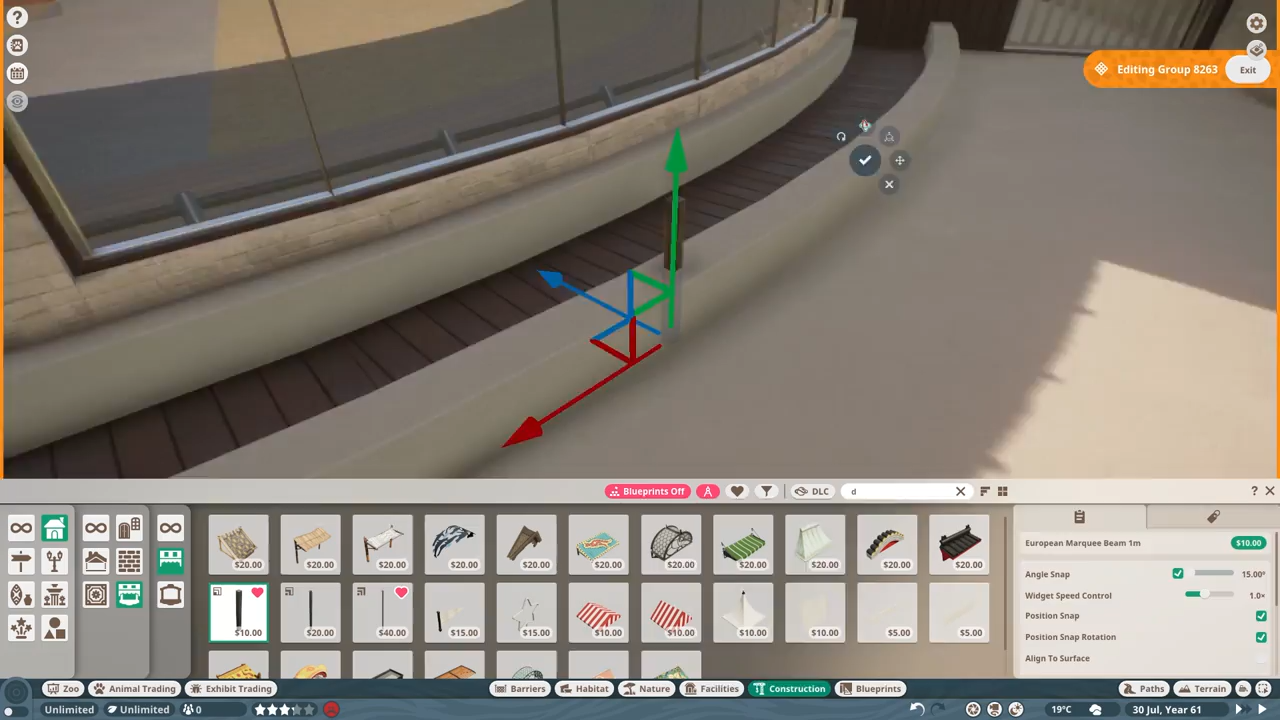 Editing Group 8263
Exit
Blueprints Off
DLC
d
$20.00 $20.00 $20.00 $20.00 $20.00 $20.00 $20.00 $20.00 $20.00 $20.00 $20.00
$10.00 $20.00 $40.00 $15.00 $15.00 $10.00 $10.00 $10.00 $10.00 $5.00 $5.00
European Marquee Beam 1m
$10.00
Angle Snap
15.00°
Widget Speed Control
1.0×
Position Snap
Position Snap Rotation
Align To Surface
Zoo
Animal Trading
Exhibit Trading
Barriers
Habitat
Nature
Facilities
Construction
Blueprints
Paths
Terrain
Unlimited
Unlimited
0
19°C
30 Jul, Year 61